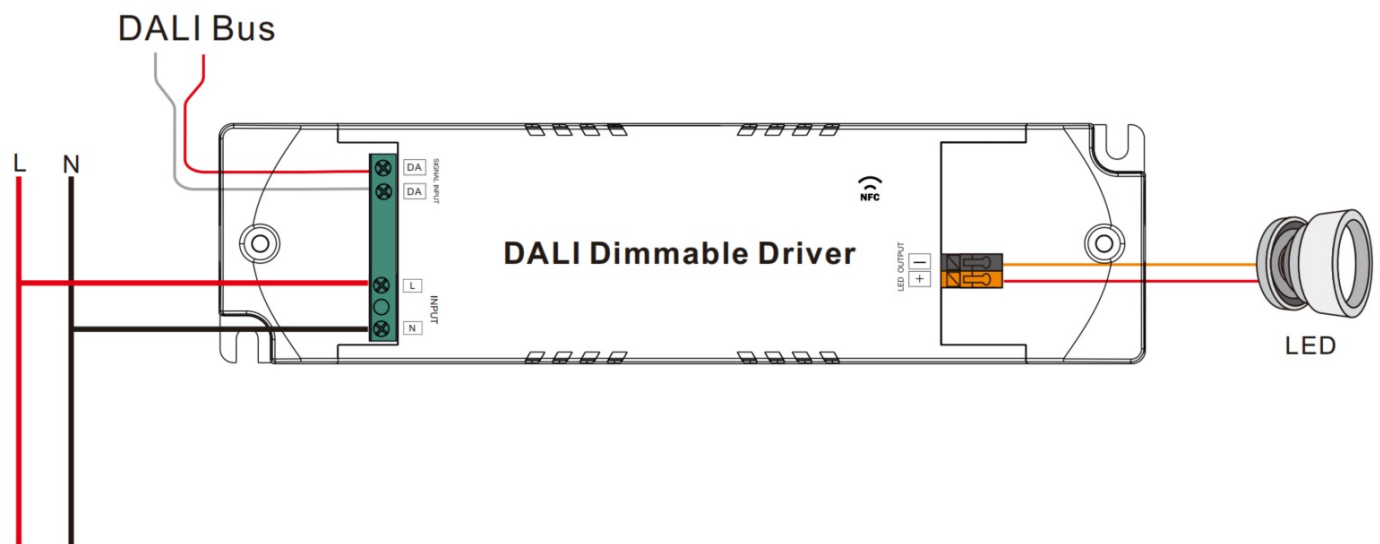 DALI Bus
L
N
DA
DA
SIGNAL INPUT
L
N
INPUT
DALI Dimmable Driver
NFC
LED OUTPUT
−
+
LED